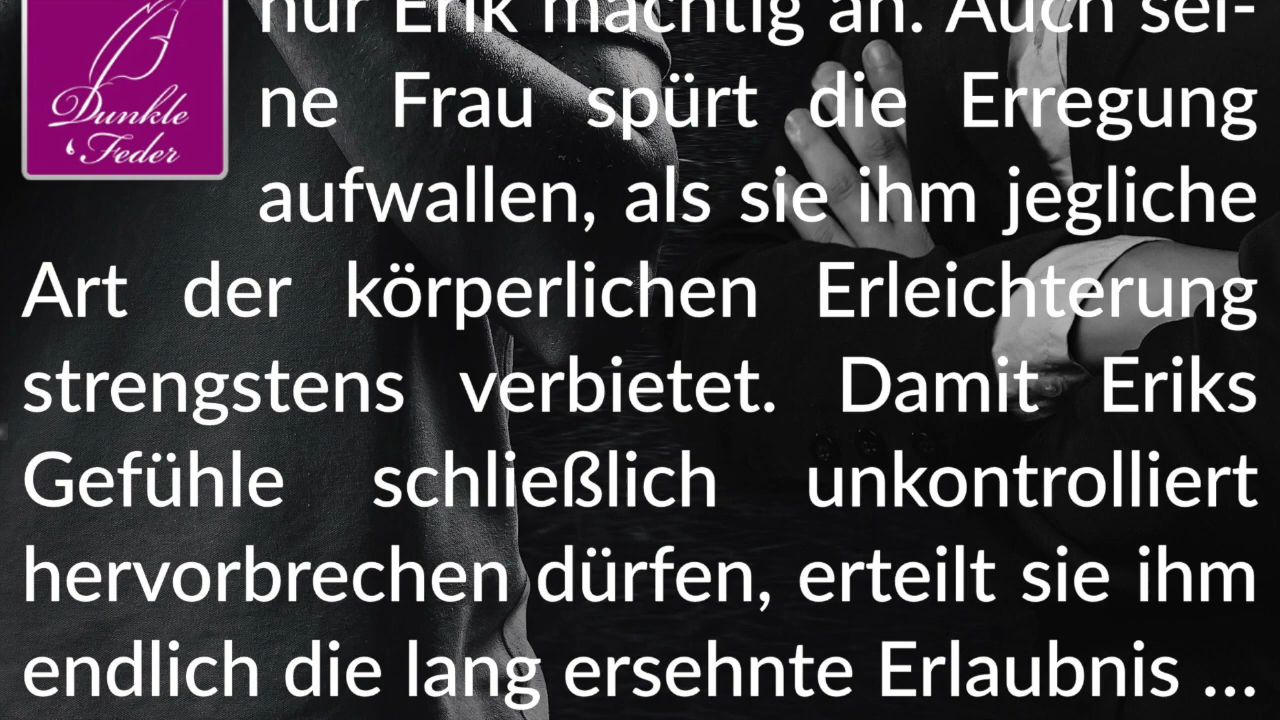 nur Erik mächtig an. Auch sei-
ne Frau spürt die Erregung
aufwallen, als sie ihm jegliche
Art der körperlichen Erleichterung
strengstens verbietet. Damit Eriks
Gefühle schließlich unkontrolliert
hervorbrechen dürfen, erteilt sie ihm
endlich die lang ersehnte Erlaubnis ...
Dunkle
Feder